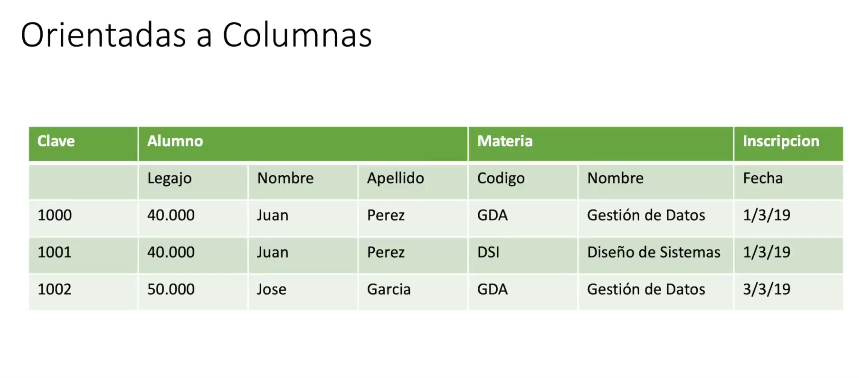 Orientadas a Columnas
Clave Alumno Materia Inscripcion
Legajo Nombre Apellido Codigo Nombre Fecha
1000 40.000 Juan Perez GDA Gestión de Datos 1/3/19
1001 40.000 Juan Perez DSI Diseño de Sistemas 1/3/19
1002 50.000 Jose Garcia GDA Gestión de Datos 3/3/19